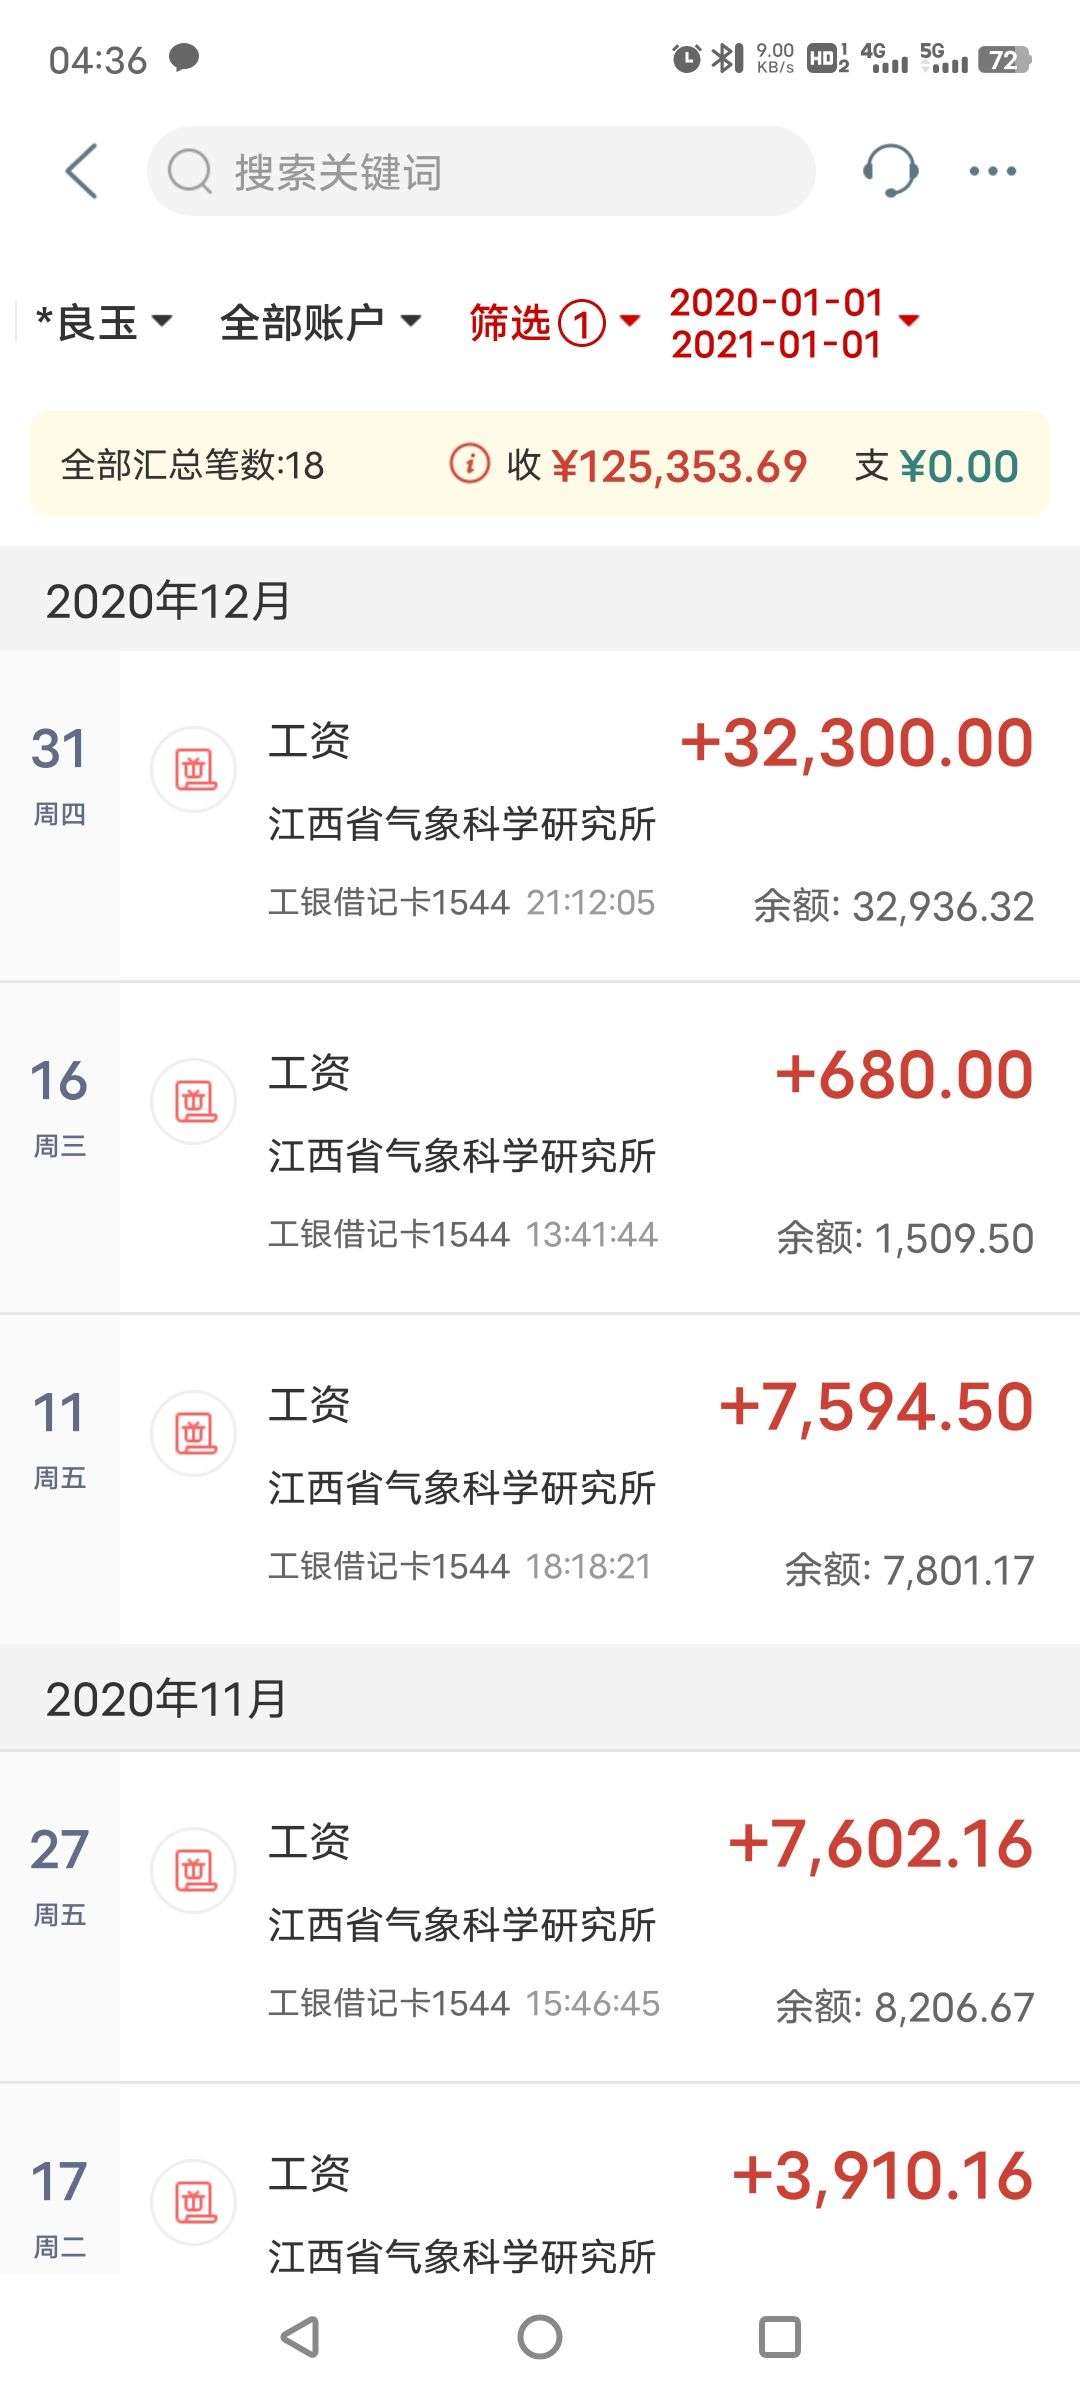 04:36 9.00 KB/s HD 1 2 4G 5G 72
搜索关键词
*良玉 全部账户 筛选① 2020-01-01
2021-01-01
全部汇总笔数:18 收 ¥125,353.69 支 ¥0.00
2020年12月
31 工资 +32,300.00
周四 江西省气象科学研究所
工银借记卡1544 21:12:05 余额: 32,936.32
16 工资 +680.00
周三 江西省气象科学研究所
工银借记卡1544 13:41:44 余额: 1,509.50
11 工资 +7,594.50
周五 江西省气象科学研究所
工银借记卡1544 18:18:21 余额: 7,801.17
2020年11月
27 工资 +7,602.16
周五 江西省气象科学研究所
工银借记卡1544 15:46:45 余额: 8,206.67
17 工资 +3,910.16
周二 江西省气象科学研究所